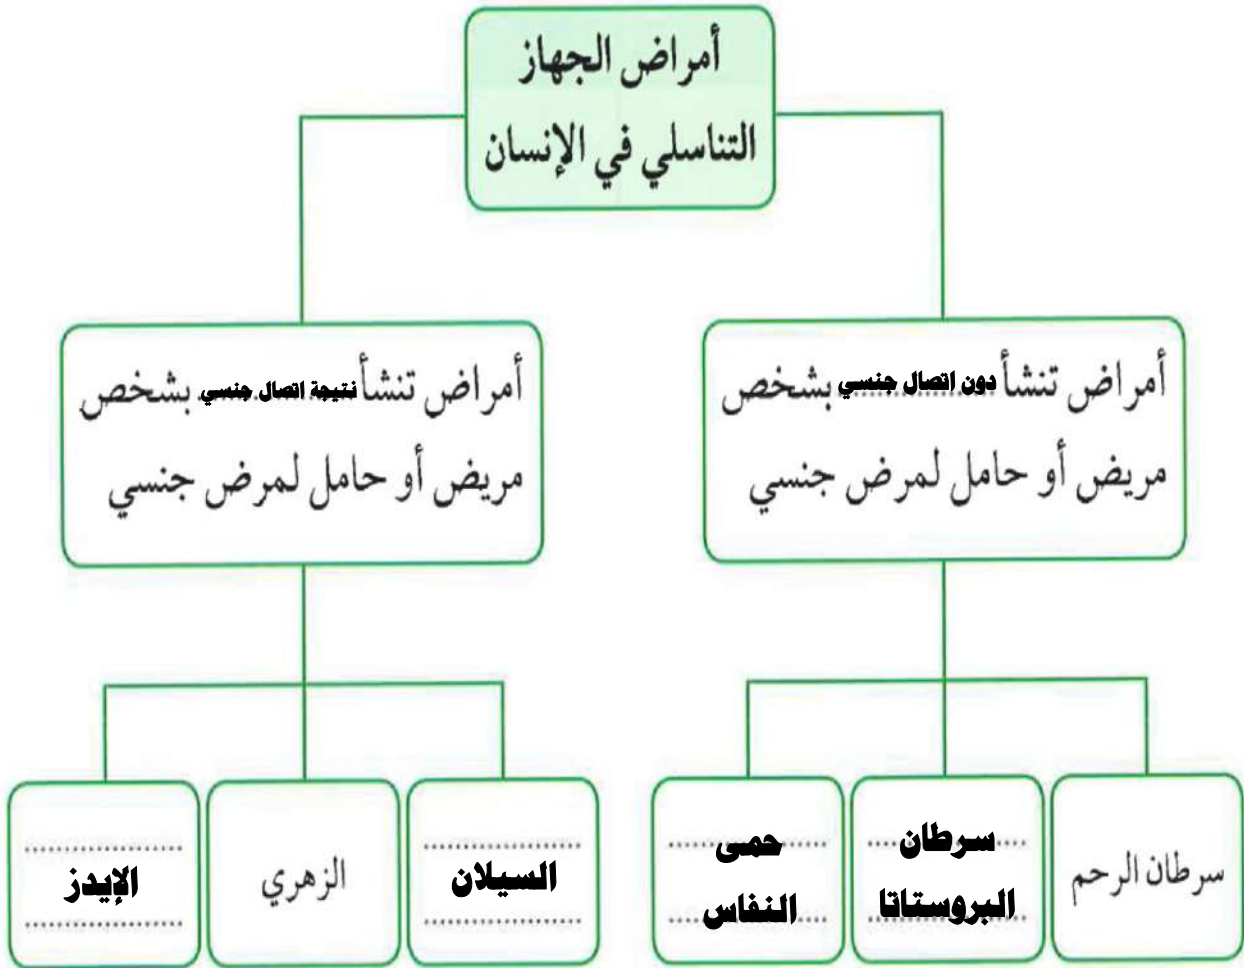 أمراض الجهاز
التناسلي في الإنسان
أمراض تنشأ دون اتصال جنسي بشخص
مريض أو حامل لمرض جنسي
أمراض تنشأ نتيجة اتصال جنسي بشخص
مريض أو حامل لمرض جنسي
سرطان الرحم
سرطان
البروستاتا
حمى
النفاس
السيلان
الزهري
الإيدز